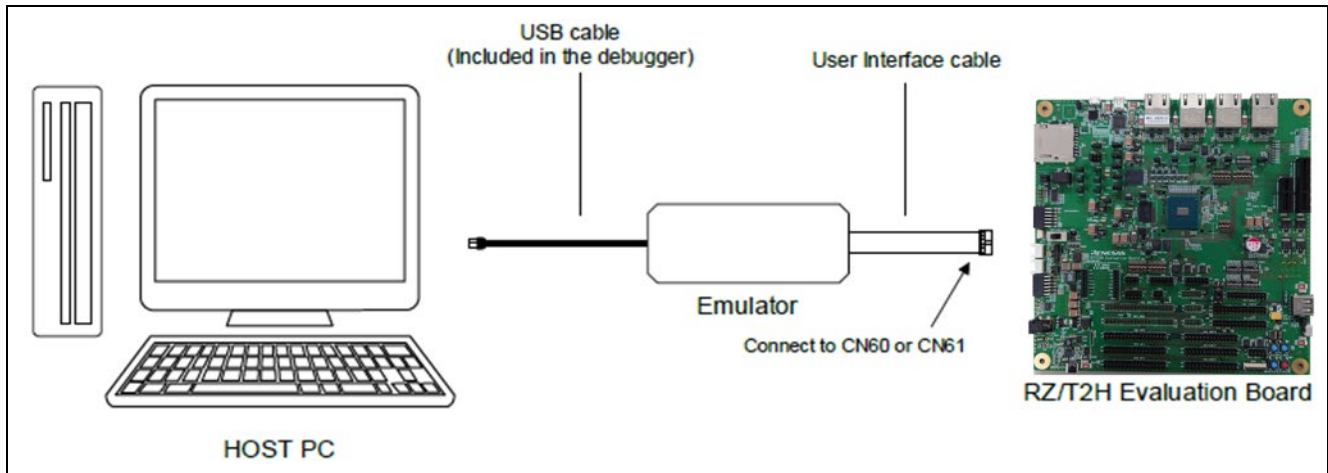 USB cable
(Included in the debugger)
User Interface cable
Emulator
Connect to CN60 or CN61
RENESAS
RZ/T2H Evaluation Board
HOST PC